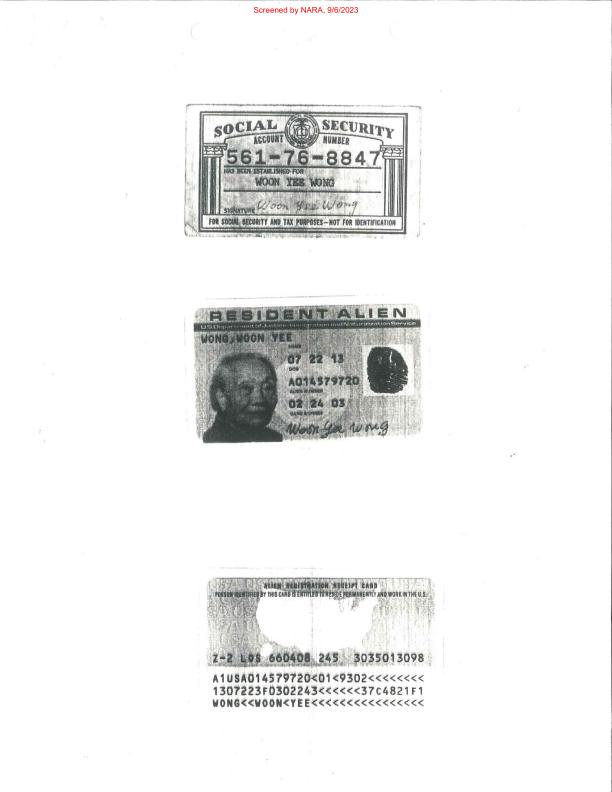 Screened by NARA, 9/6/2023
SOCIAL SECURITY
ACCOUNT NUMBER
561-76-8847
HAS BEEN ESTABLISHED FOR
WOON YEE WONG
SIGNATURE Woon Yee Wong
FOR SOCIAL SECURITY AND TAX PURPOSES—NOT FOR IDENTIFICATION
RESIDENT ALIEN
U.S. Department of Justice-Immigration and Naturalization Service
WONG, WOON YEE
NAME
07 22 13
DOB
A014579720
ALIEN NUMBER
02 24 03
CARD EXPIRES
Woon Yee Wong
ALIEN REGISTRATION RECEIPT CARD
PERSON IDENTIFIED BY THIS CARD IS ENTITLED TO RESIDE PERMANENTLY AND WORK IN THE U.S.
Z-2 LOS 660408 245 3035013098
A1USA014579720<01<9302<<<<<<<<
1307223F0302243<<<<<<37C4821F1
WONG<<WOON<YEE<<<<<<<<<<<<<<<<